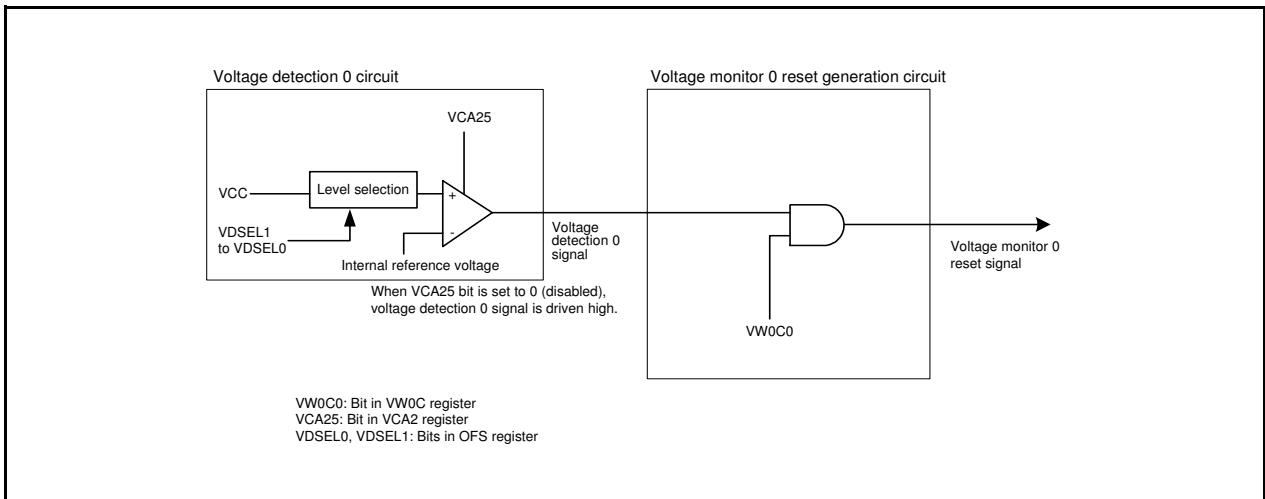 Voltage detection 0 circuit
Voltage monitor 0 reset generation circuit
VCA25
VCC
Level selection
+
-
VDSEL1
to VDSEL0
Internal reference voltage
Voltage
detection 0
signal
Voltage monitor 0
reset signal
When VCA25 bit is set to 0 (disabled),
voltage detection 0 signal is driven high.
VW0C0
VW0C0: Bit in VW0C register
VCA25: Bit in VCA2 register
VDSEL0, VDSEL1: Bits in OFS register